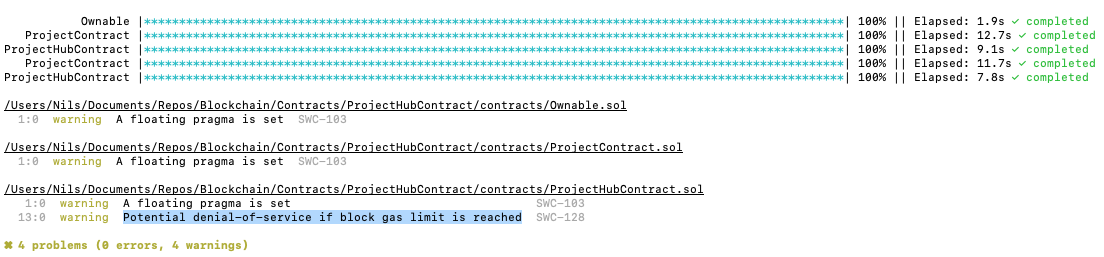 Ownable |****************************************************************************************************| 100% || Elapsed: 1.9s ✓ completed
ProjectContract |****************************************************************************************************| 100% || Elapsed: 12.7s ✓ completed
ProjectHubContract |****************************************************************************************************| 100% || Elapsed: 9.1s ✓ completed
ProjectContract |****************************************************************************************************| 100% || Elapsed: 11.7s ✓ completed
ProjectHubContract |****************************************************************************************************| 100% || Elapsed: 7.8s ✓ completed
/Users/Nils/Documents/Repos/Blockchain/Contracts/ProjectHubContract/contracts/Ownable.sol
1:0 warning A floating pragma is set SWC-103
/Users/Nils/Documents/Repos/Blockchain/Contracts/ProjectHubContract/contracts/ProjectContract.sol
1:0 warning A floating pragma is set SWC-103
/Users/Nils/Documents/Repos/Blockchain/Contracts/ProjectHubContract/contracts/ProjectHubContract.sol
1:0 warning A floating pragma is set SWC-103
13:0 warning Potential denial-of-service if block gas limit is reached SWC-128
✖ 4 problems (0 errors, 4 warnings)